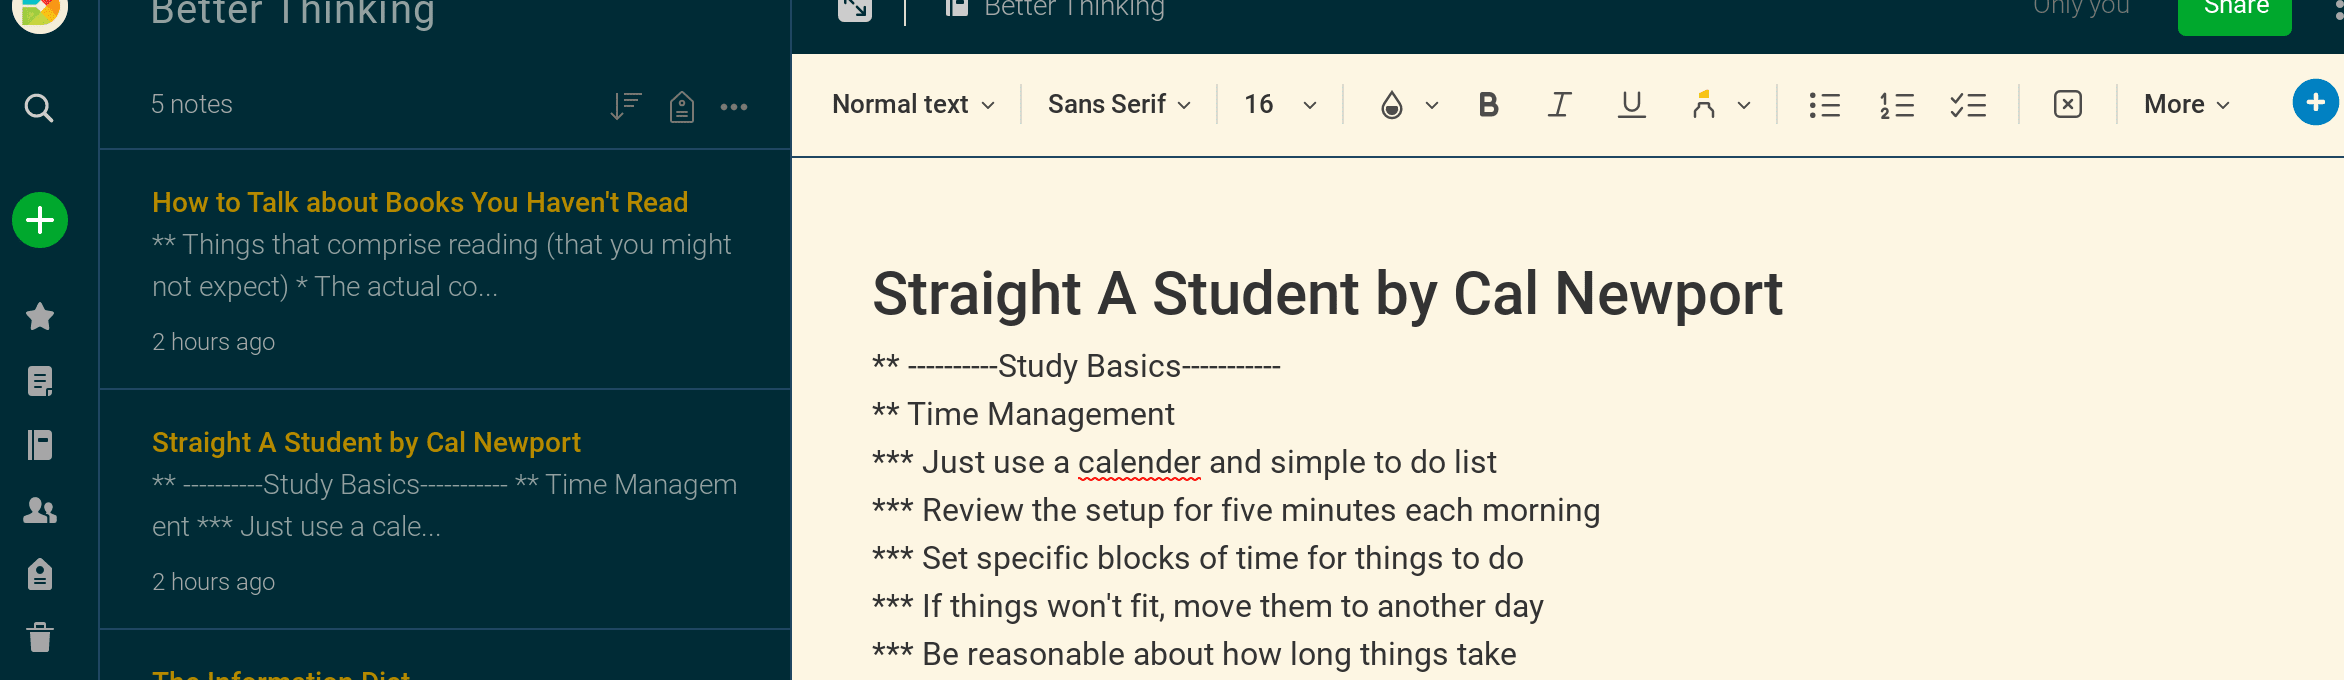 Better Thinking
5 notes
How to Talk about Books You Haven't Read
** Things that comprise reading (that you might
not expect) * The actual co...
2 hours ago
Straight A Student by Cal Newport
** ----------Study Basics----------- ** Time Managem
ent *** Just use a cale...
2 hours ago
The Information Diet
Better Thinking
Only you
Share
Normal text
Sans Serif
16
More
Straight A Student by Cal Newport
** ----------Study Basics-----------
** Time Management
*** Just use a calender and simple to do list
*** Review the setup for five minutes each morning
*** Set specific blocks of time for things to do
*** If things won't fit, move them to another day
*** Be reasonable about how long things take